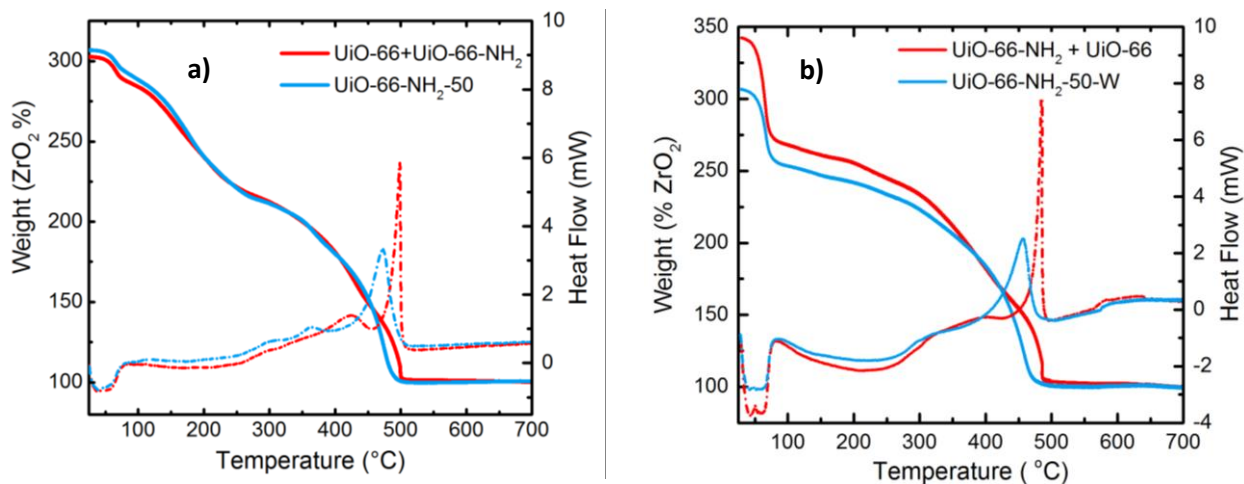 a)
UiO-66+UiO-66-NH₂
UiO-66-NH₂-50
Weight (ZrO₂ %)
300
250
200
150
100
10
8
6
4
2
0
Heat Flow (mW)
100 200 300 400 500 600 700
Temperature (°C)
b)
UiO-66-NH₂ + UiO-66
UiO-66-NH₂-50-W
Weight (% ZrO₂)
350
300
250
200
150
100
10
8
6
4
2
0
-2
-4
Heat Flow (mW)
100 200 300 400 500 600 700
Temperature ( °C)